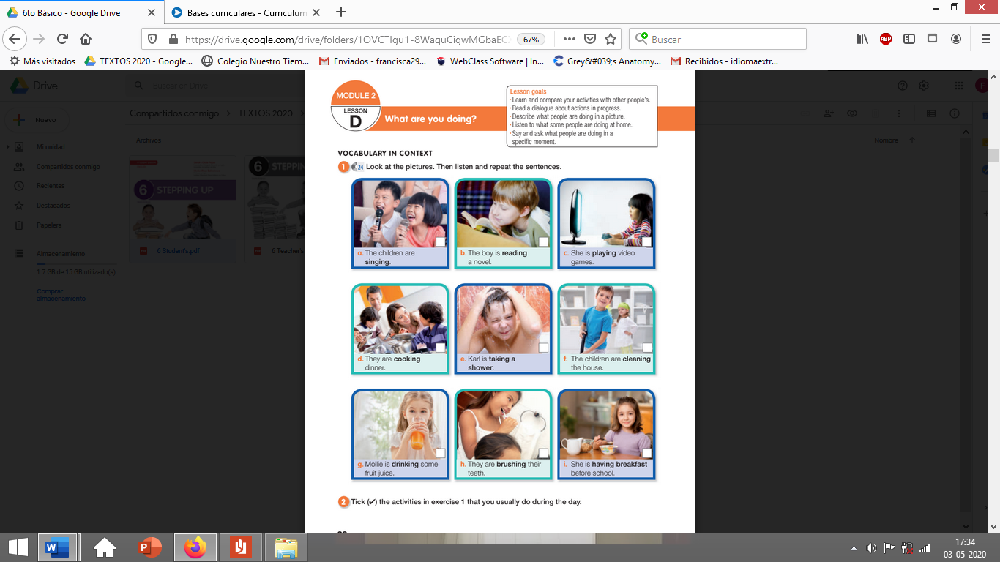 6to Básico - Google Drive
Bases curriculares - Curriculum
https://drive.google.com/drive/folders/1OVCTIgu1-8WaquCigwMGbaEC
67%
Buscar
Más visitados
TEXTOS 2020 - Google...
Colegio Nuestro Tiem...
Enviados - francisca29...
WebClass Software | In...
Grey&#039;s Anatomy...
Recibidos - idiomaextr...
Drive
Buscar en Drive
Nuevo
Compartidos conmigo
TEXTOS 2020
Archivos
Nombre
Mi unidad
Compartidos conmigo
Recientes
Destacados
Papelera
Almacenamiento
1.7 GB de 15 GB utilizado(s)
Comprar
almacenamiento
6 STEPPING UP
6 Student's.pdf
6 STEPPIN
6 Teacher's
MODULE 2
LESSON
D
What are you doing?
Lesson goals
· Learn and compare your activities with other people's.
· Read a dialogue about actions in progress.
· Describe what people are doing in a picture.
· Listen to what some people are doing at home.
· Say and ask what people are doing in a
specific moment.
VOCABULARY IN CONTEXT
1 24 Look at the pictures. Then listen and repeat the sentences.
a. The children are
singing.
b. The boy is reading
a novel.
c. She is playing video
games.
d. They are cooking
dinner.
e. Karl is taking a
shower.
f. The children are cleaning
the house.
g. Mollie is drinking some
fruit juice.
h. They are brushing their
teeth.
i. She is having breakfast
before school.
2 Tick (✔) the activities in exercise 1 that you usually do during the day.
17:34
03-05-2020